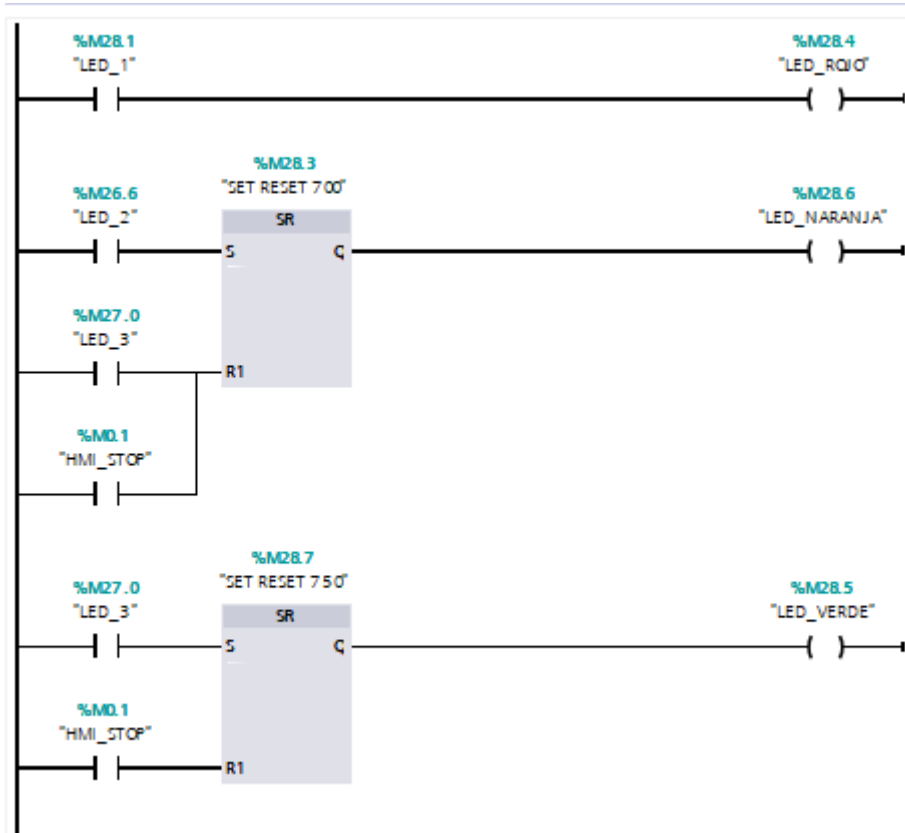 %M28.1
"LED_1"
%M28.4
"LED_ROJO"
%M28.3
"SET RESET 700"
%M26.6
"LED_2"
SR
%M28.6
"LED_NARANJA"
S
Q
%M27.0
"LED_3"
R1
%M0.1
"HMI_STOP"
%M28.7
"SET RESET 750"
%M27.0
"LED_3"
SR
%M28.5
"LED_VERDE"
S
Q
%M0.1
"HMI_STOP"
R1